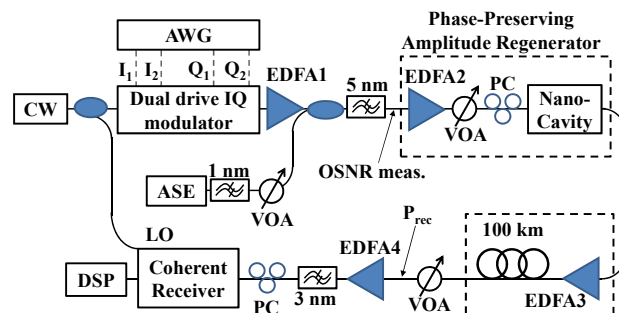 Phase-Preserving
Amplitude Regenerator
AWG
I1 I2 Q1 Q2
EDFA1
5 nm
EDFA2
PC
CW
Dual drive IQ
modulator
Nano-
Cavity
VOA
OSNR meas.
1 nm
ASE
VOA
Prec
100 km
LO
EDFA4
DSP
Coherent
Receiver
PC
3 nm
VOA
EDFA3